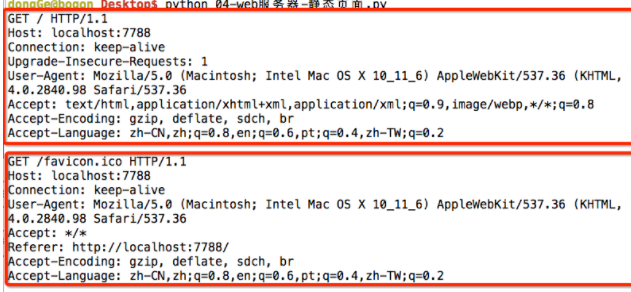 dongGe@bogon Desktop$ python 04-web服务器-静态页面.py
GET / HTTP/1.1
Host: localhost:7788
Connection: keep-alive
Upgrade-Insecure-Requests: 1
User-Agent: Mozilla/5.0 (Macintosh; Intel Mac OS X 10_11_6) AppleWebKit/537.36 (KHTML,
4.0.2840.98 Safari/537.36
Accept: text/html,application/xhtml+xml,application/xml;q=0.9,image/webp,*/*;q=0.8
Accept-Encoding: gzip, deflate, sdch, br
Accept-Language: zh-CN,zh;q=0.8,en;q=0.6,pt;q=0.4,zh-TW;q=0.2
GET /favicon.ico HTTP/1.1
Host: localhost:7788
Connection: keep-alive
User-Agent: Mozilla/5.0 (Macintosh; Intel Mac OS X 10_11_6) AppleWebKit/537.36 (KHTML,
4.0.2840.98 Safari/537.36
Accept: */*
Referer: http://localhost:7788/
Accept-Encoding: gzip, deflate, sdch, br
Accept-Language: zh-CN,zh;q=0.8,en;q=0.6,pt;q=0.4,zh-TW;q=0.2